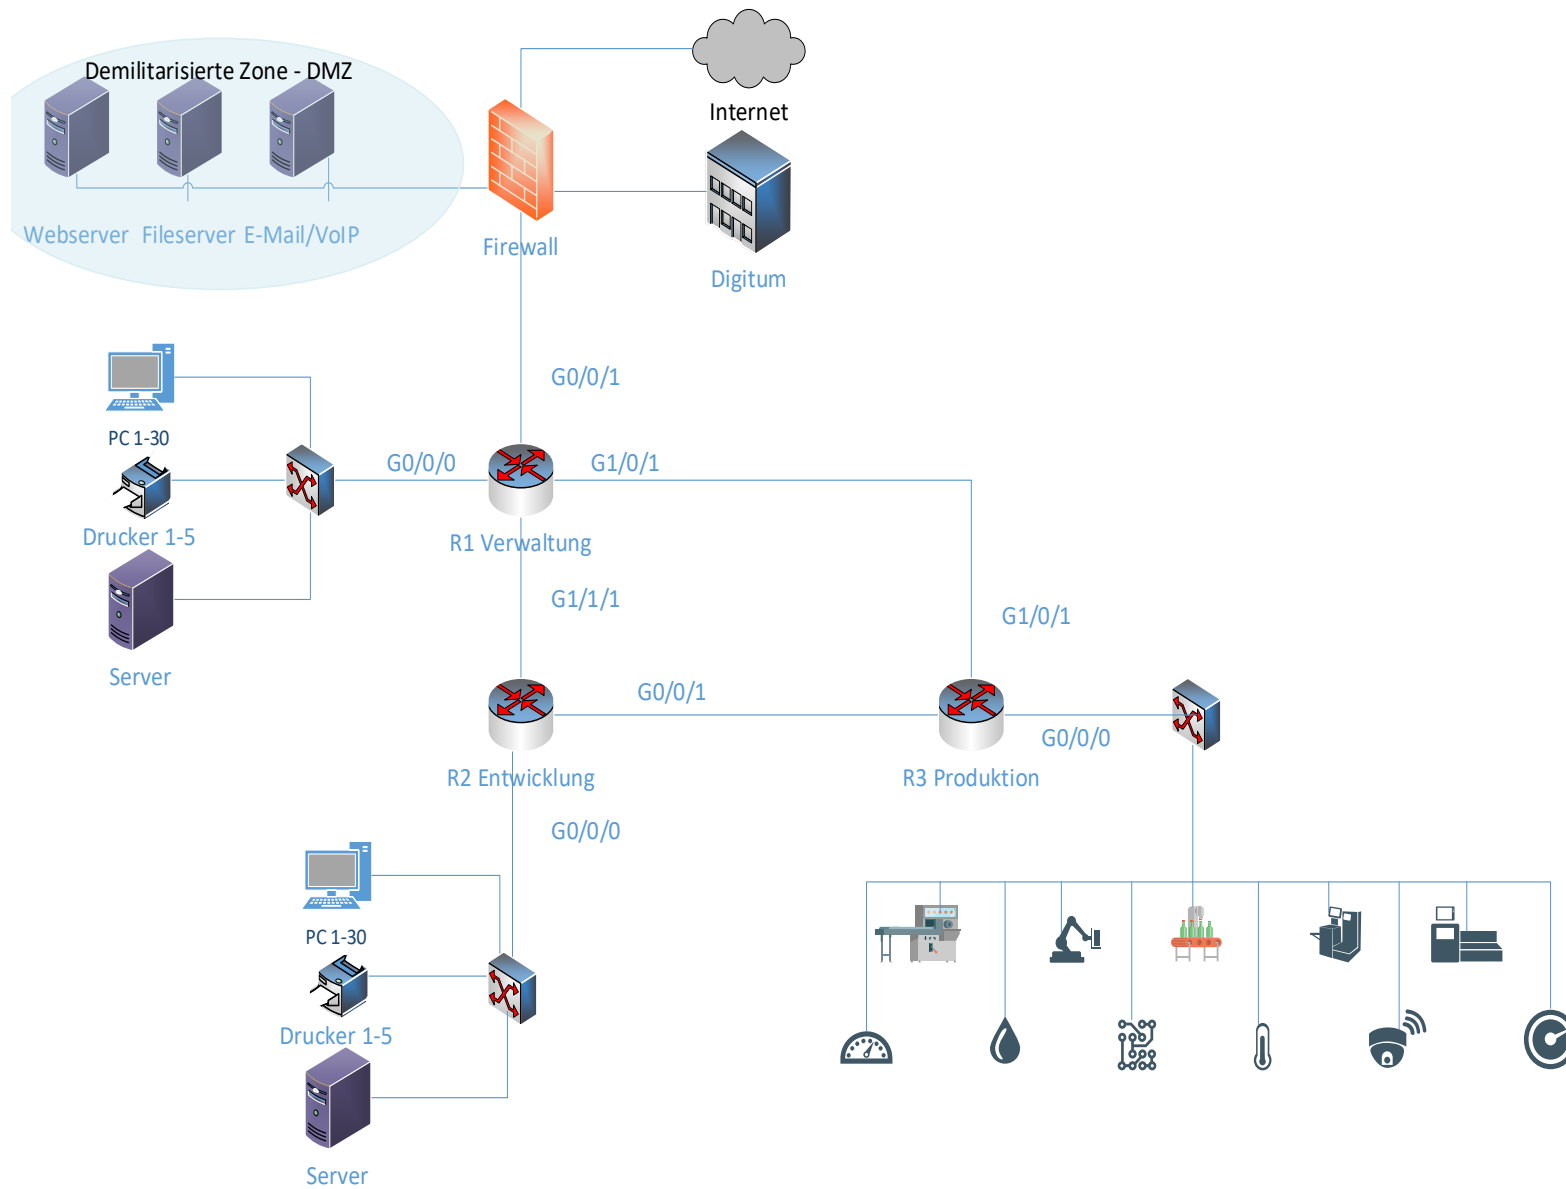 Demilitarisierte Zone - DMZ
Internet
Webserver Fileserver E-Mail/VoIP
Firewall
Digitum
G0/0/1
PC 1-30
G0/0/0
G1/0/1
Drucker 1-5
R1 Verwaltung
G1/1/1
G1/0/1
Server
G0/0/1
G0/0/0
R2 Entwicklung
R3 Produktion
G0/0/0
PC 1-30
Drucker 1-5
Server